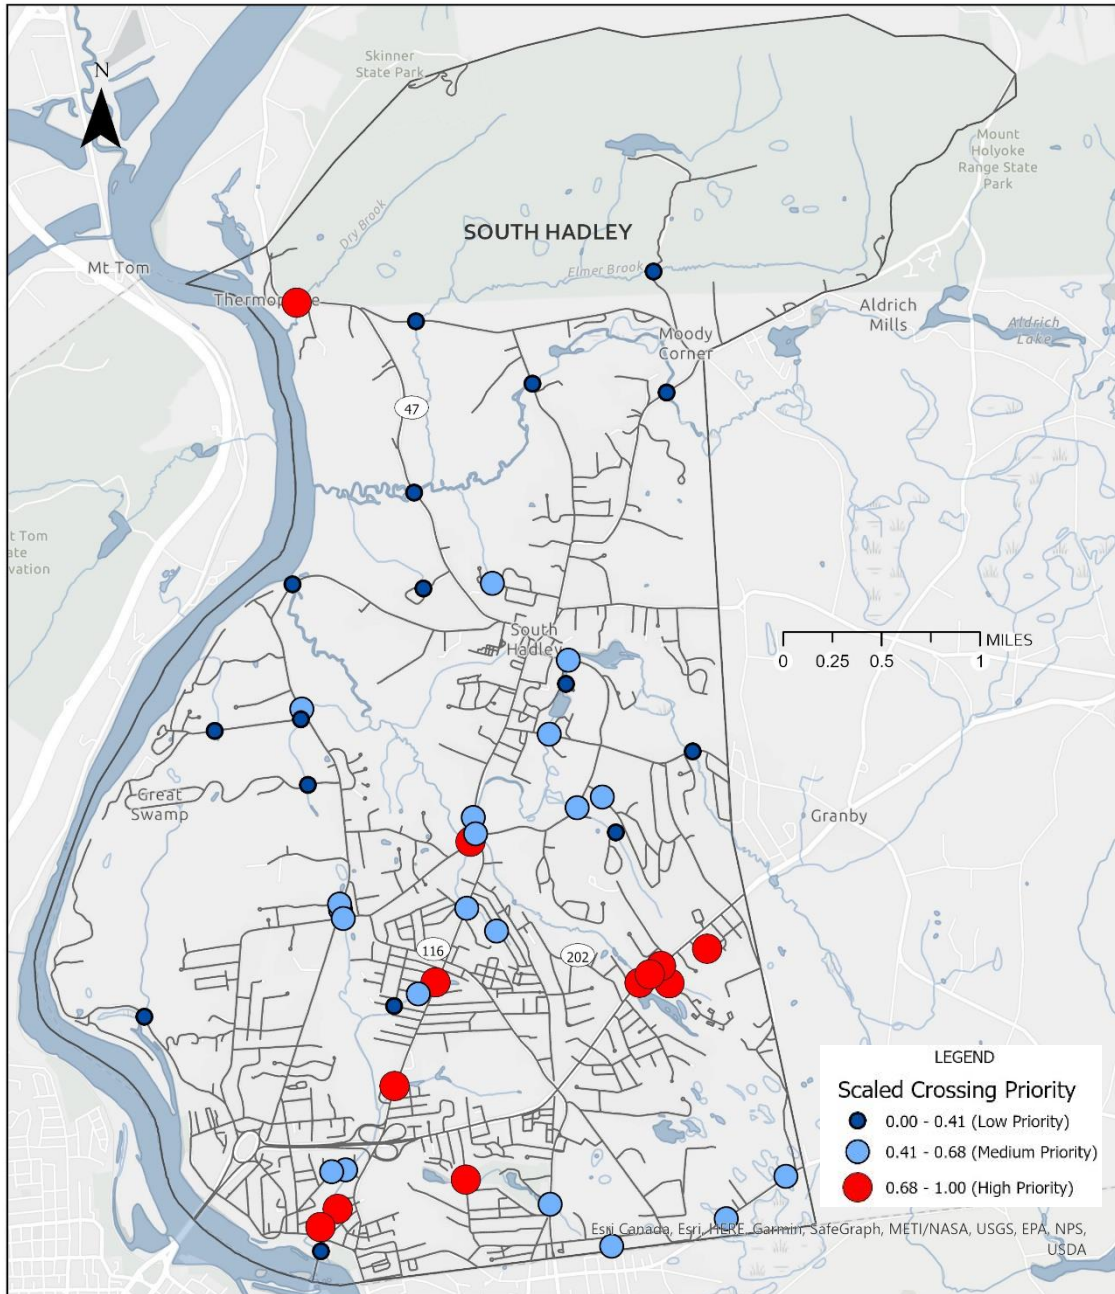 Skinner
State Park
N
Mount
Holyoke
Range State
Park
Dry Brook
SOUTH HADLEY
Mt Tom
Elmer Brook
Aldrich
Mills
Aldrich
Lake
Moody
Corner
47
South
Hadley
MILES
0 0.25 0.5 1
Great
Swamp
Granby
116
202
LEGEND
Scaled Crossing Priority
0.00 - 0.41 (Low Priority)
0.41 - 0.68 (Medium Priority)
0.68 - 1.00 (High Priority)
Esri Canada, Esri, HERE, Garmin, SafeGraph, METI/NASA, USGS, EPA, NPS,
USDA